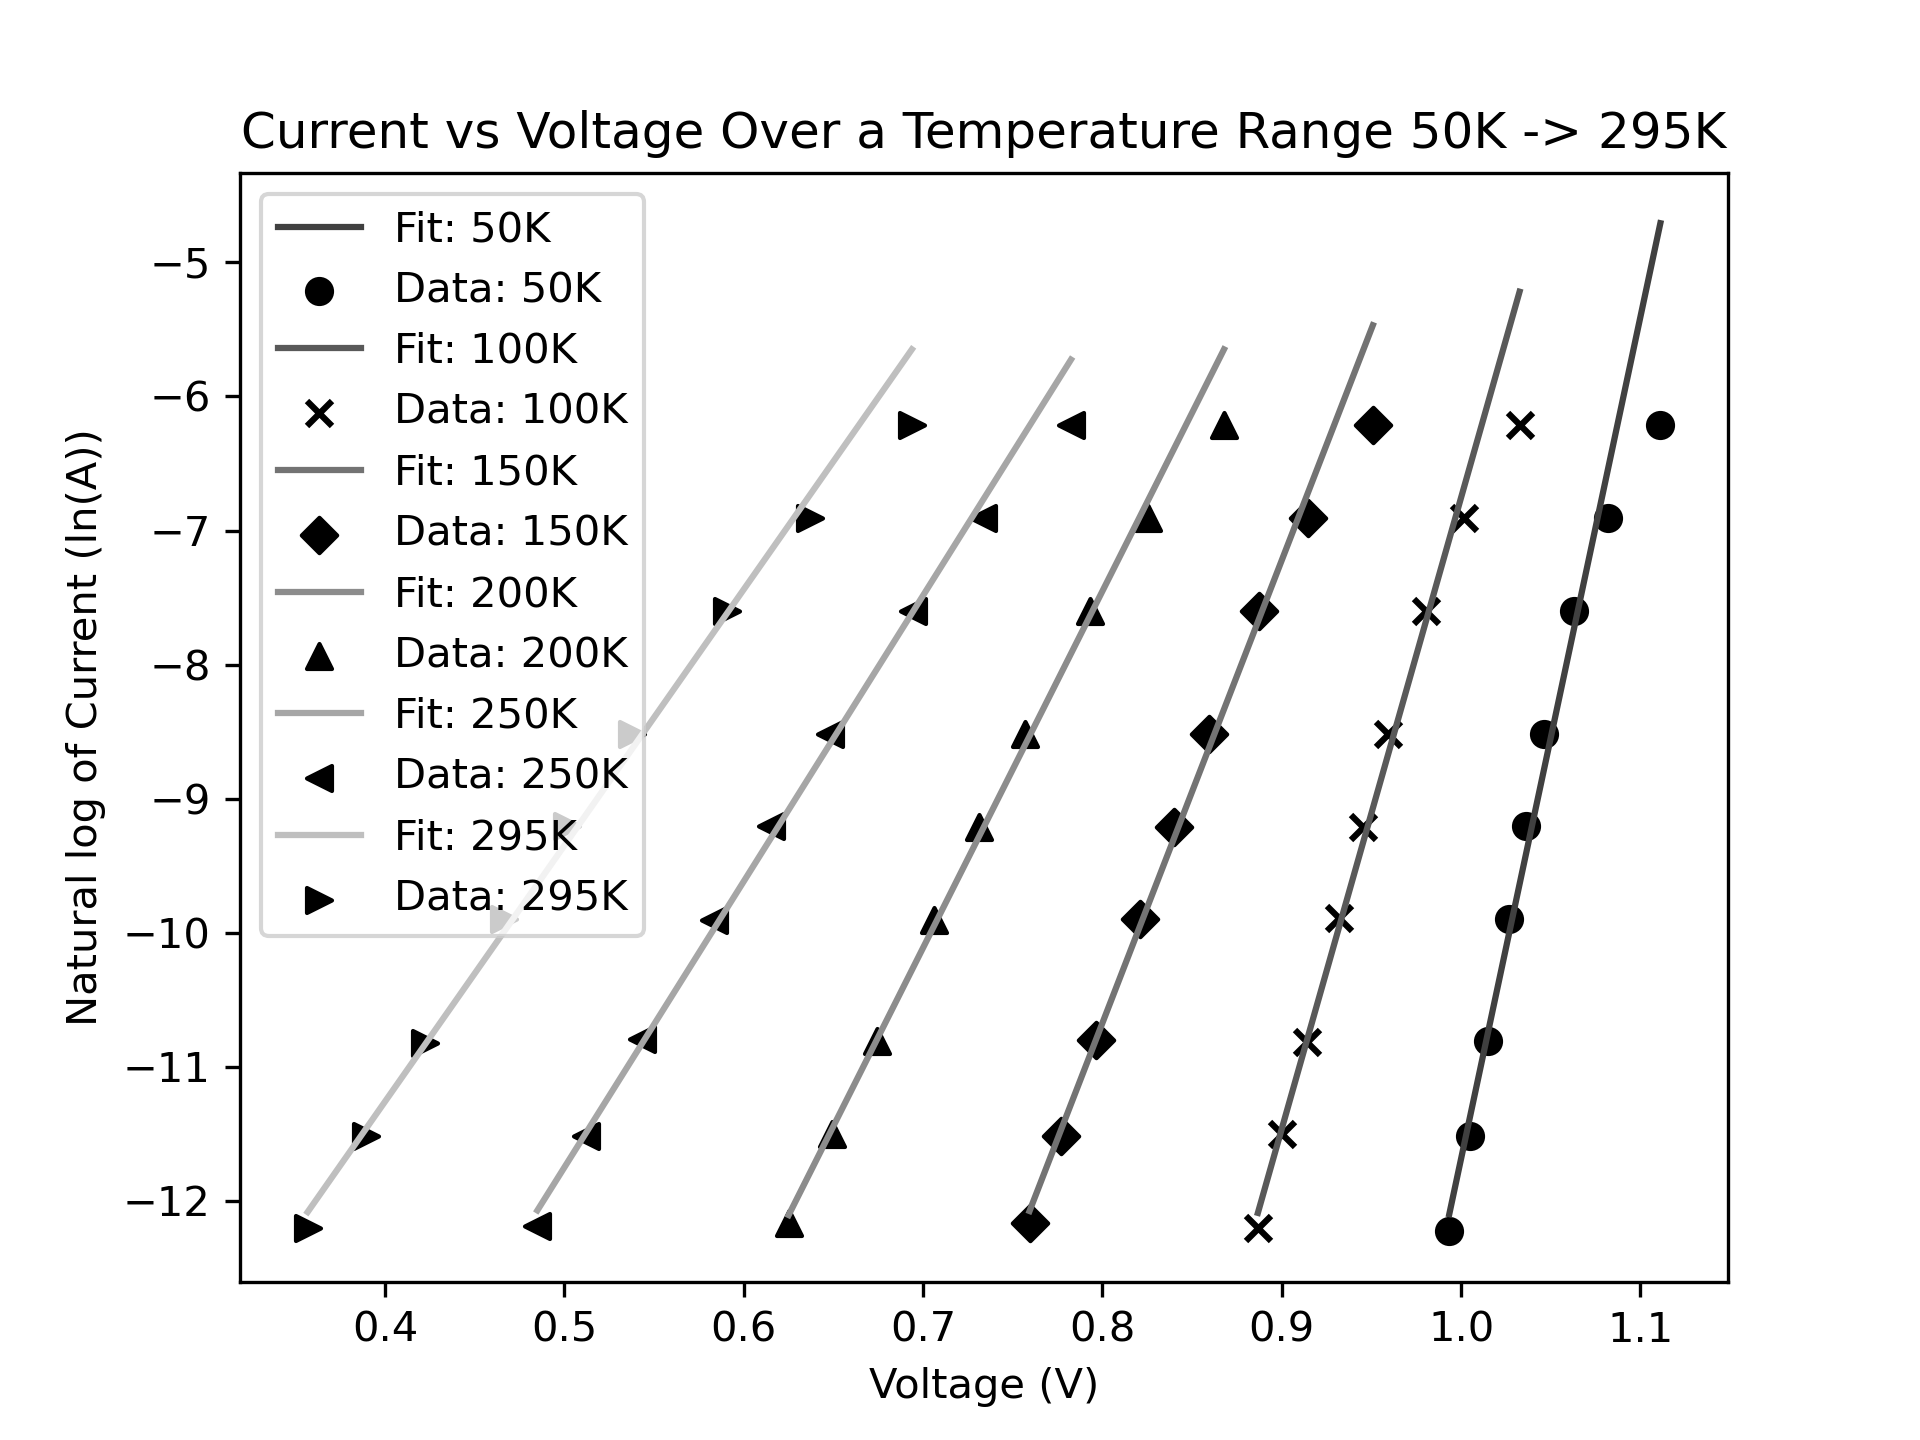 Current vs Voltage Over a Temperature Range 50K -> 295K
Natural log of Current (ln(A))
−5
−6
−7
−8
−9
−10
−11
−12
Fit: 50K
Data: 50K
Fit: 100K
Data: 100K
Fit: 150K
Data: 150K
Fit: 200K
Data: 200K
Fit: 250K
Data: 250K
Fit: 295K
Data: 295K
0.4 0.5 0.6 0.7 0.8 0.9 1.0 1.1
Voltage (V)